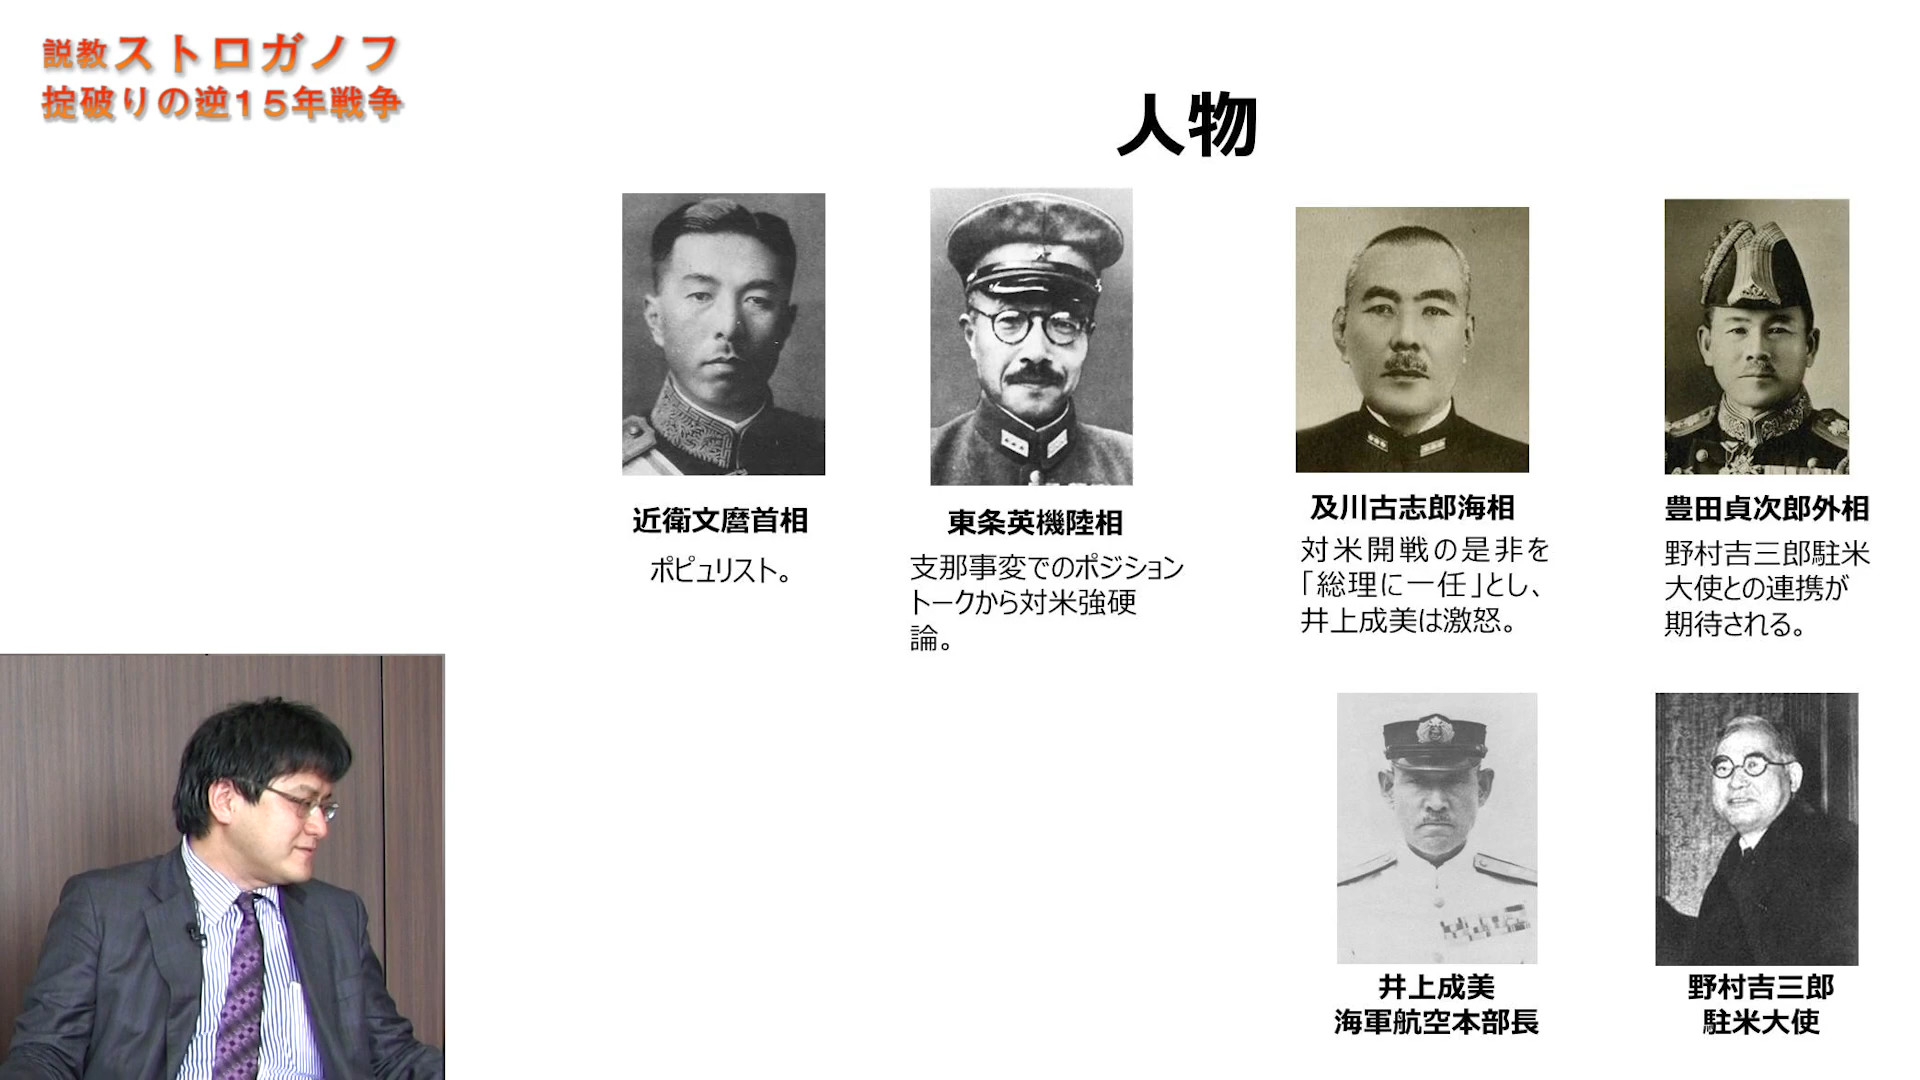 説教ストロガノフ
掟破りの逆15年戦争
人物
近衛文麿首相
ポピュリスト。
東条英機陸相
支那事変でのポジション
トークから対米強硬
論。
及川古志郎海相
対米開戦の是非を
「総理に一任」とし、
井上成美は激怒。
豊田貞次郎外相
野村吉三郎駐米
大使との連携が
期待される。
井上成美
海軍航空本部長
野村吉三郎
駐米大使